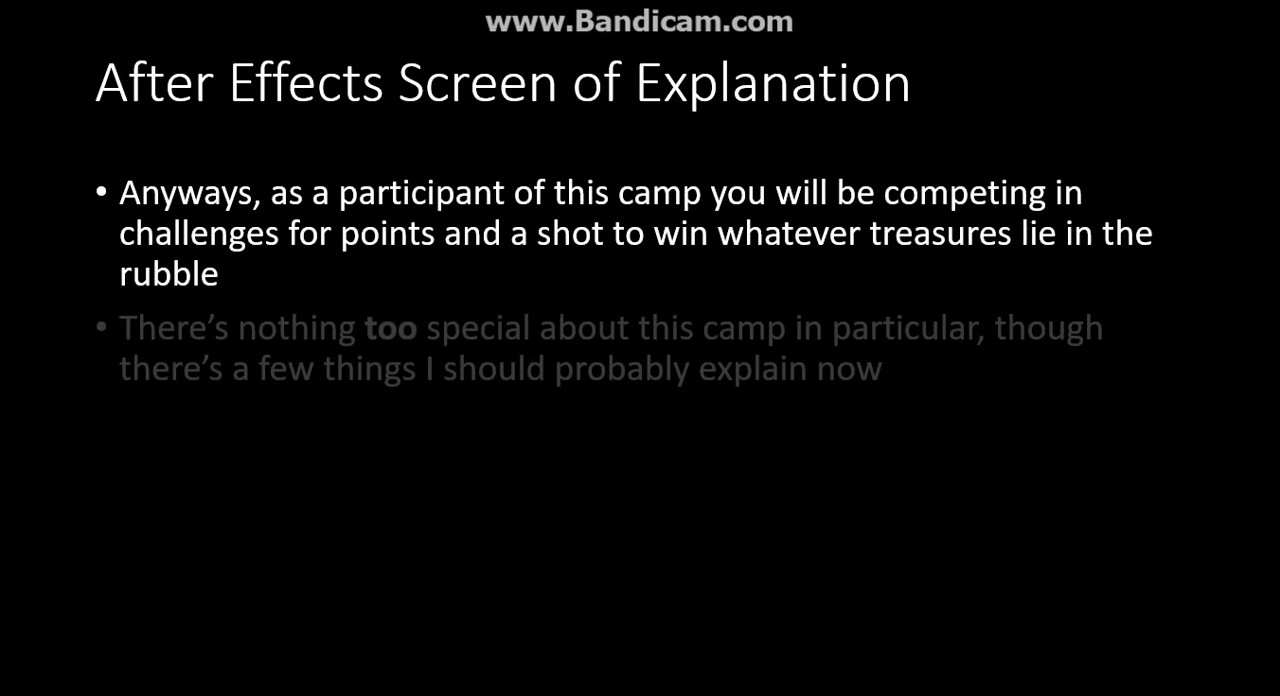 www.Bandicam.com
After Effects Screen of Explanation
• Anyways, as a participant of this camp you will be competing in
challenges for points and a shot to win whatever treasures lie in the
rubble
• There’s nothing too special about this camp in particular, though
there’s a few things I should probably explain now